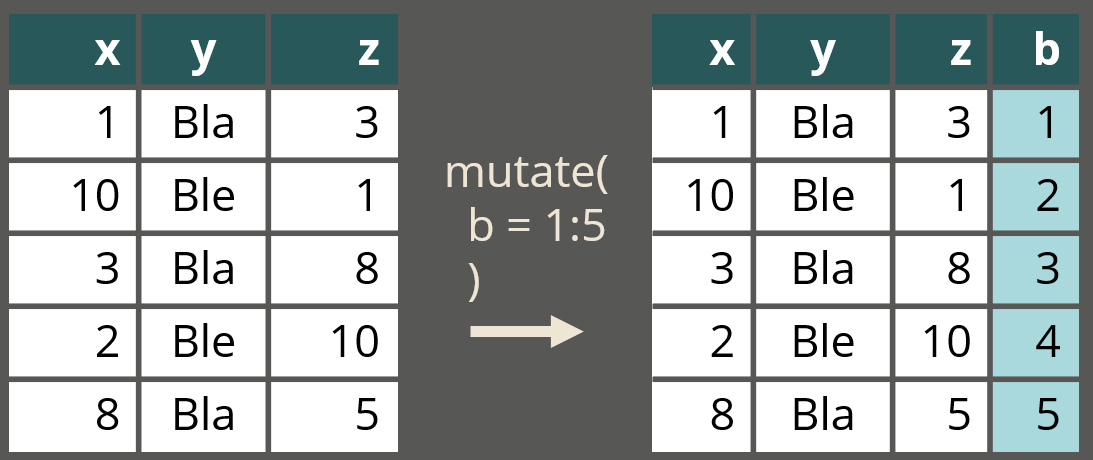 x y z
1 Bla 3
10 Ble 1
3 Bla 8
2 Ble 10
8 Bla 5
mutate(
b = 1:5
)
x y z b
1 Bla 3 1
10 Ble 1 2
3 Bla 8 3
2 Ble 10 4
8 Bla 5 5